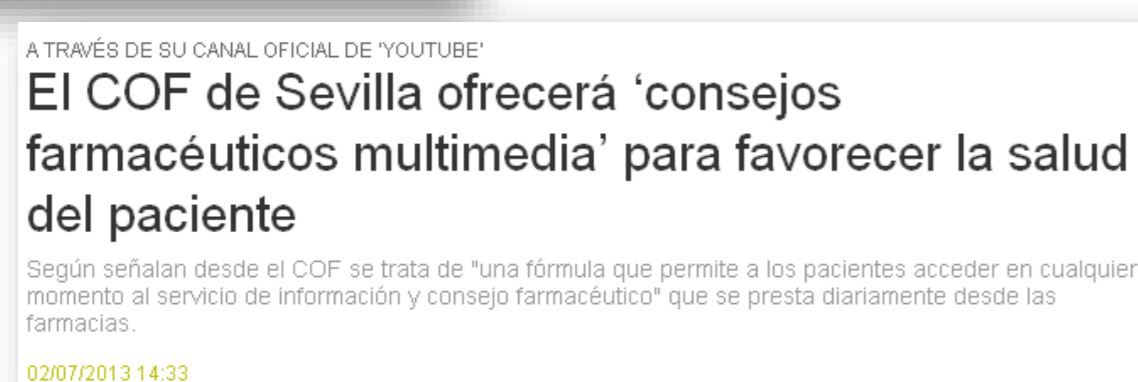 A TRAVÉS DE SU CANAL OFICIAL DE 'YOUTUBE'
El COF de Sevilla ofrecerá ‘consejos
farmacéuticos multimedia’ para favorecer la salud
del paciente
Según señalan desde el COF se trata de "una fórmula que permite a los pacientes acceder en cualquier
momento al servicio de información y consejo farmacéutico" que se presta diariamente desde las
farmacias.
02/07/2013 14:33